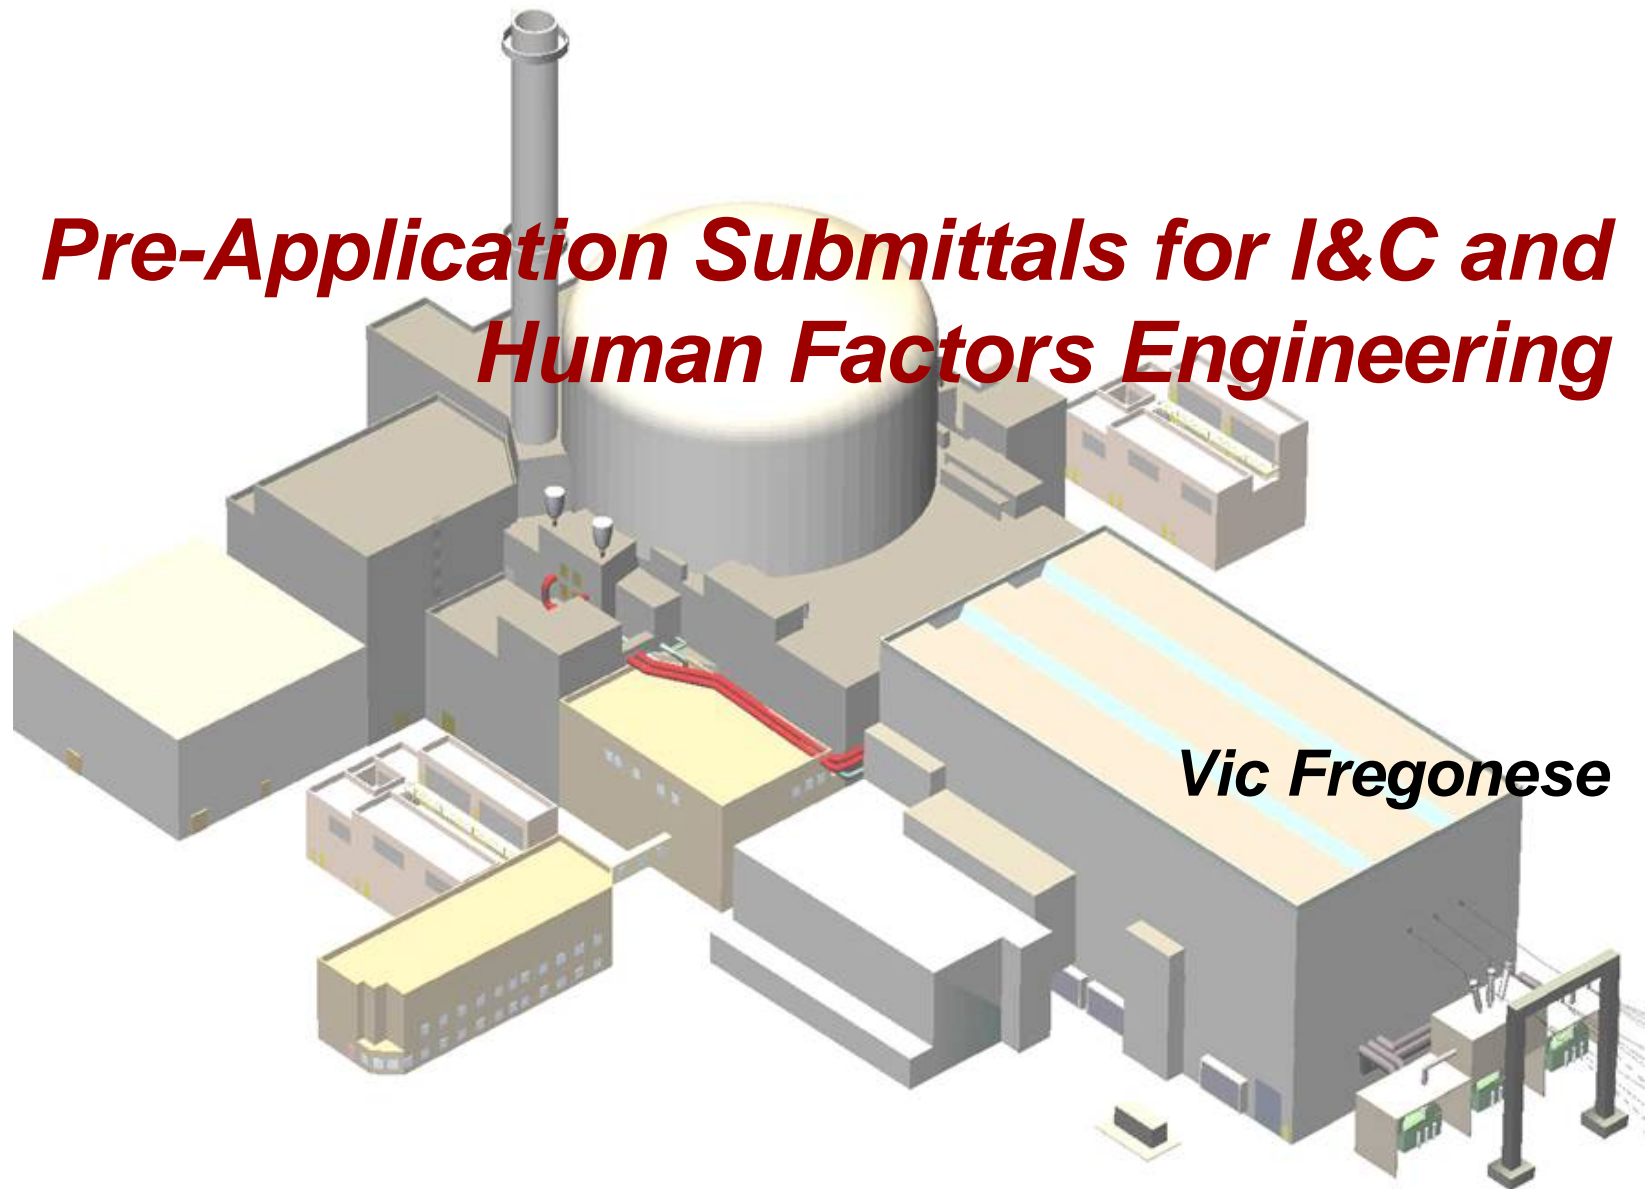 Pre-Application Submittals for I&C and
Human Factors Engineering
Vic Fregonese